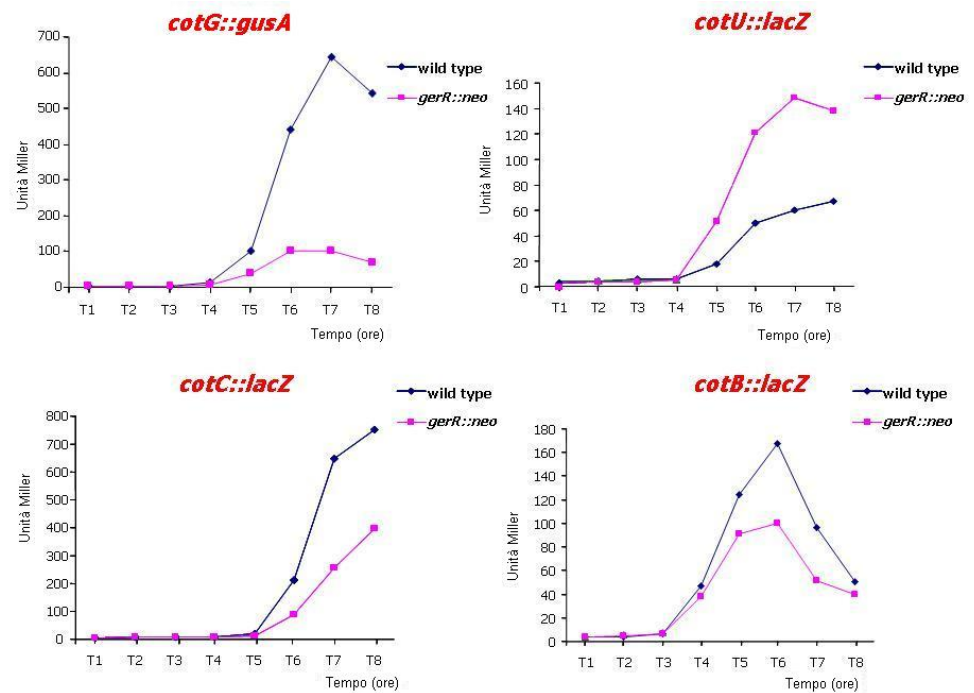 cotG::gusA
700
600
500
400
300
200
100
0
Unità Miller
T1 T2 T3 T4 T5 T6 T7 T8
Tempo (ore)
wild type
gerR::neo
cotU::lacZ
160
140
120
100
80
60
40
20
0
Unità Miller
T1 T2 T3 T4 T5 T6 T7 T8
Tempo (ore)
wild type
gerR::neo
cotC::lacZ
800
700
600
500
400
300
200
100
0
Unità Miller
T1 T2 T3 T4 T5 T6 T7 T8
Tempo (ore)
wild type
gerR::neo
cotB::lacZ
180
160
140
120
100
80
60
40
20
0
Unità Miller
T1 T2 T3 T4 T5 T6 T7 T8
Tempo (ore)
wild type
gerR::neo